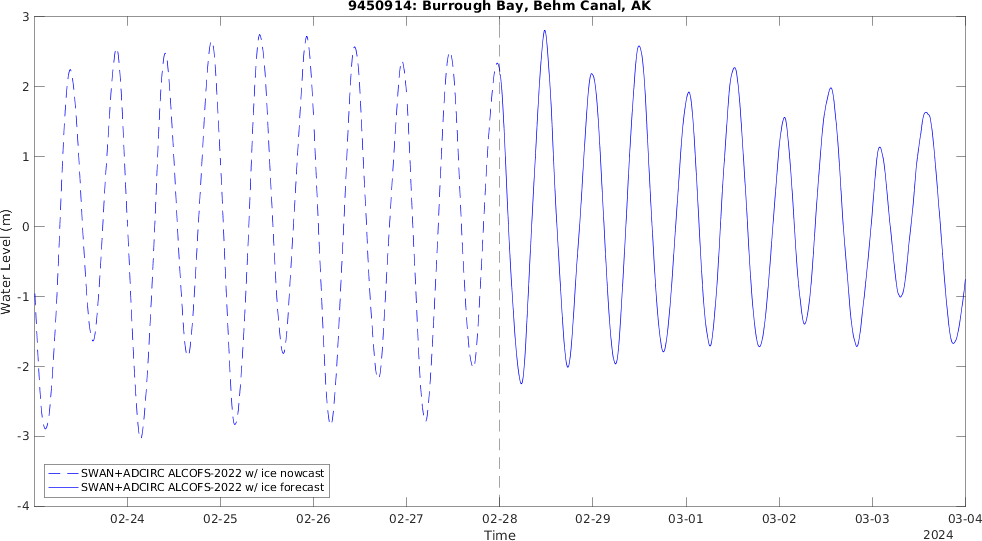 9450914: Burrough Bay, Behm Canal, AK
3
2
1
0
-1
-2
-3
-4
Water Level (m)
SWAN+ADCIRC ALCOFS-2022 w/ ice nowcast
SWAN+ADCIRC ALCOFS-2022 w/ ice forecast
02-24 02-25 02-26 02-27 02-28 02-29 03-01 03-02 03-03 03-04
Time
2024